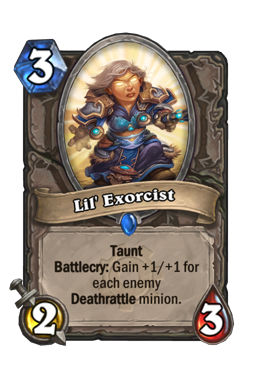 3
Lil' Exorcist
Taunt
Battlecry: Gain +1/+1 for
each enemy
Deathrattle minion.
2
3